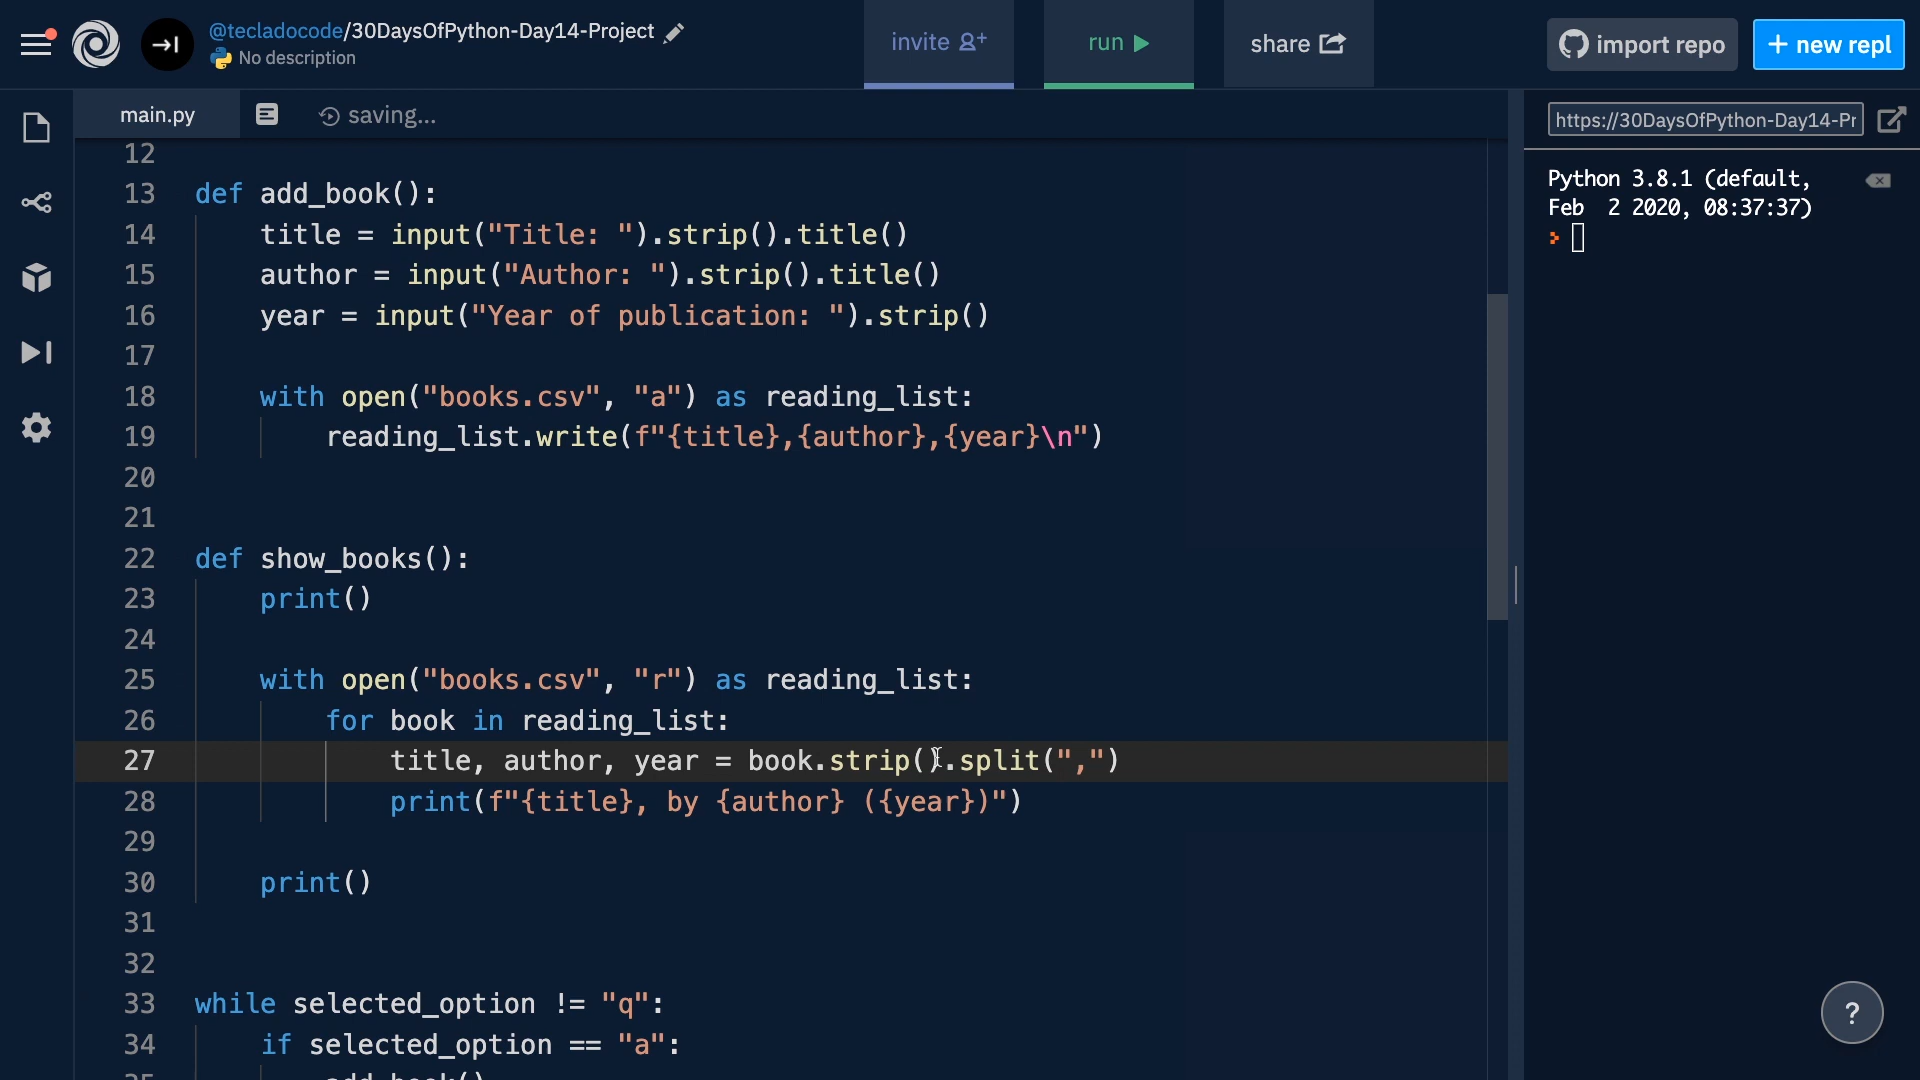 @tecladocode/30DaysOfPython-Day14-Project
No description
invite
run
share
import repo
+ new repl
main.py
saving...
https://30DaysOfPython-Day14-Pr
12
13 def add_book():
14 title = input("Title: ").strip().title()
15 author = input("Author: ").strip().title()
16 year = input("Year of publication: ").strip()
17
18 with open("books.csv", "a") as reading_list:
19 reading_list.write(f"{title},{author},{year}\n")
20
21
22 def show_books():
23 print()
24
25 with open("books.csv", "r") as reading_list:
26 for book in reading_list:
27 title, author, year = book.strip().split(",")
28 print(f"{title}, by {author} ({year})")
29
30 print()
31
32
33 while selected_option != "q":
34 if selected_option == "a":
35 add_book()
Python 3.8.1 (default,
Feb 2 2020, 08:37:37)
?